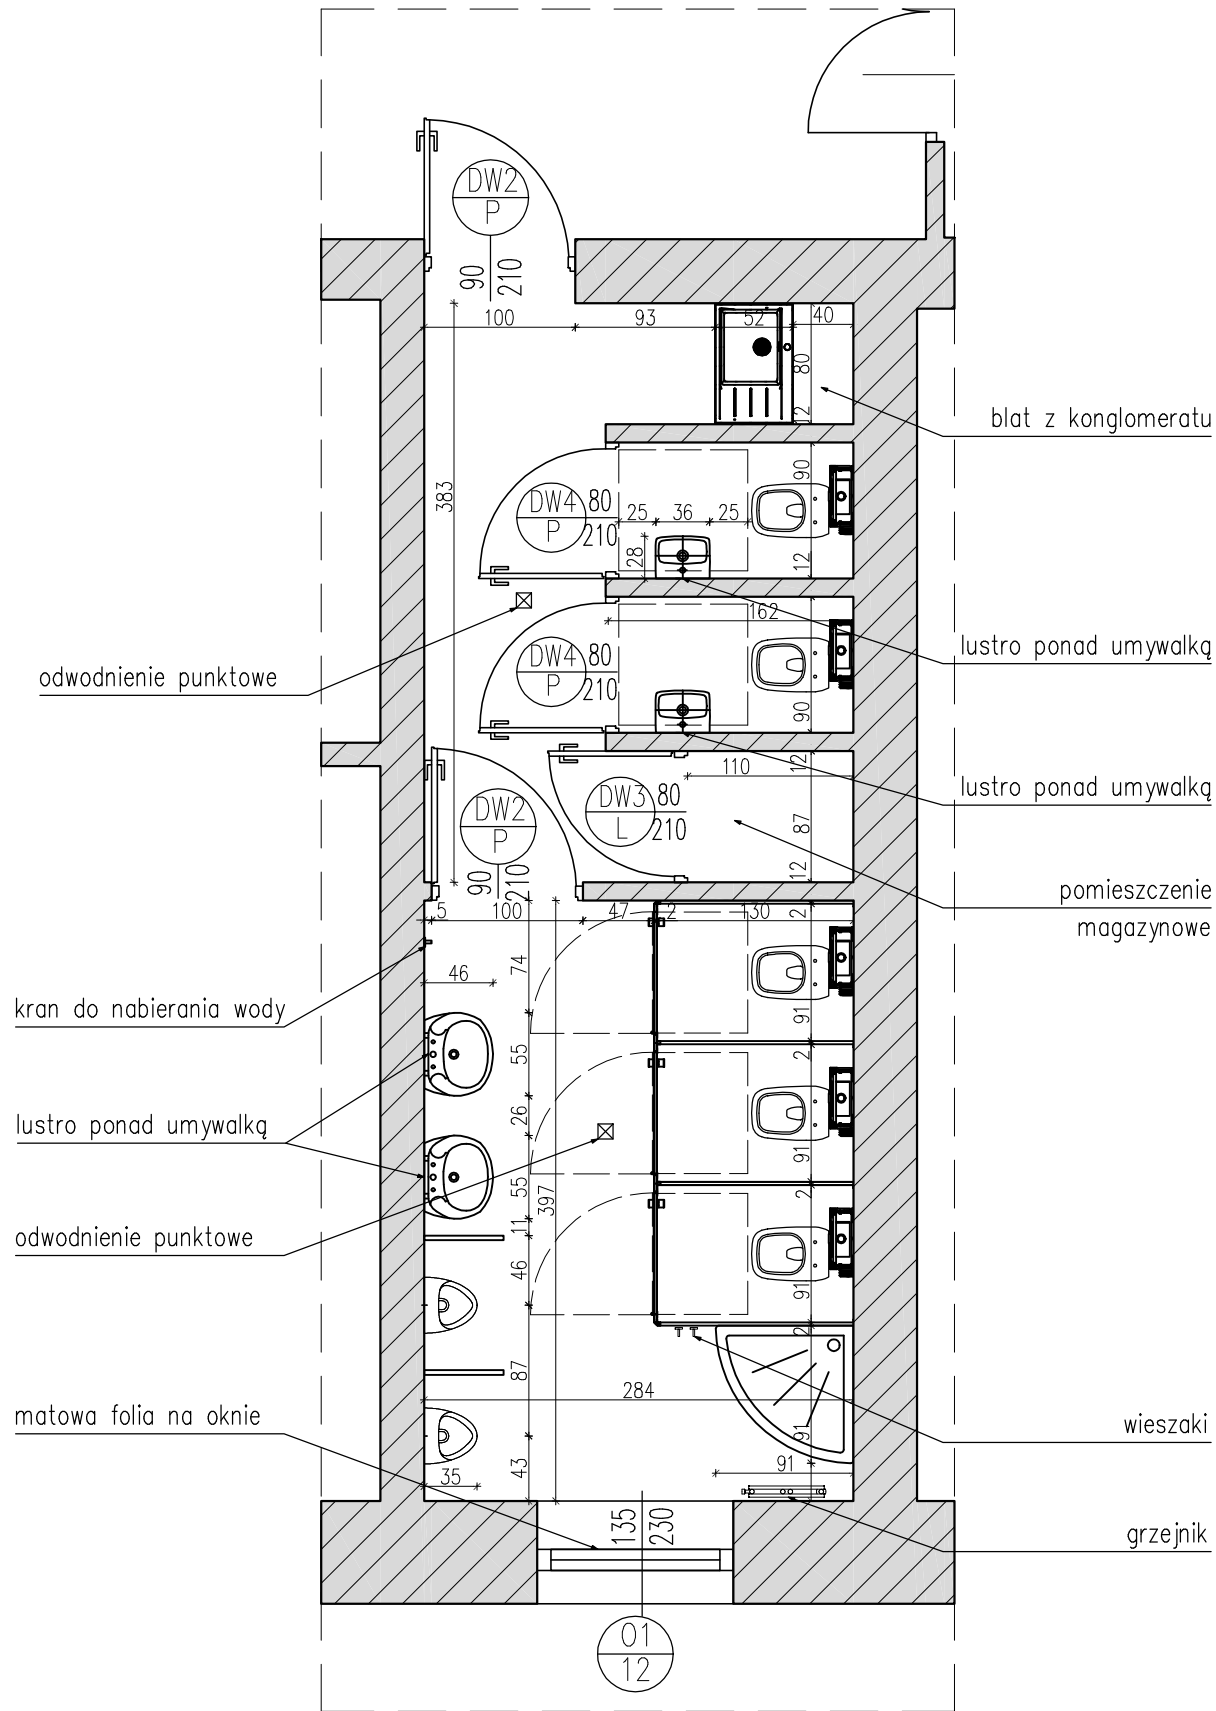 DW2
P
90
210
100
93
52
40
80
12
blat z konglomeratu
383
DW4
P
80
210
25
36
25
28
90
12
162
lustro ponad umywalką
odwodnienie punktowe
DW4
P
80
210
90
12
110
lustro ponad umywalką
DW2
P
90
210
DW3
L
80
210
87
12
pomieszczenie
magazynowe
5
100
47
2
130
2
46
74
91
kran do nabierania wody
55
2
26
91
lustro ponad umywalką
55
397
2
11
odwodnienie punktowe
46
91
2
87
284
matowa folia na oknie
91
wieszaki
35
43
91
135
230
grzejnik
O1
12